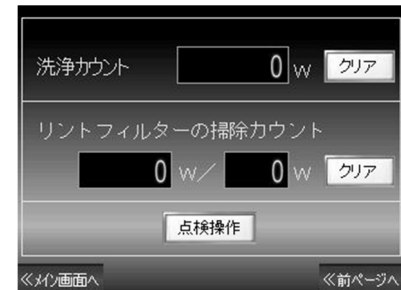 洗浄カウント 0 W クリア
リントフィルターの掃除カウント
0 W／ 0 W クリア
点検操作
≪メイン画面へ ≪前ページへ